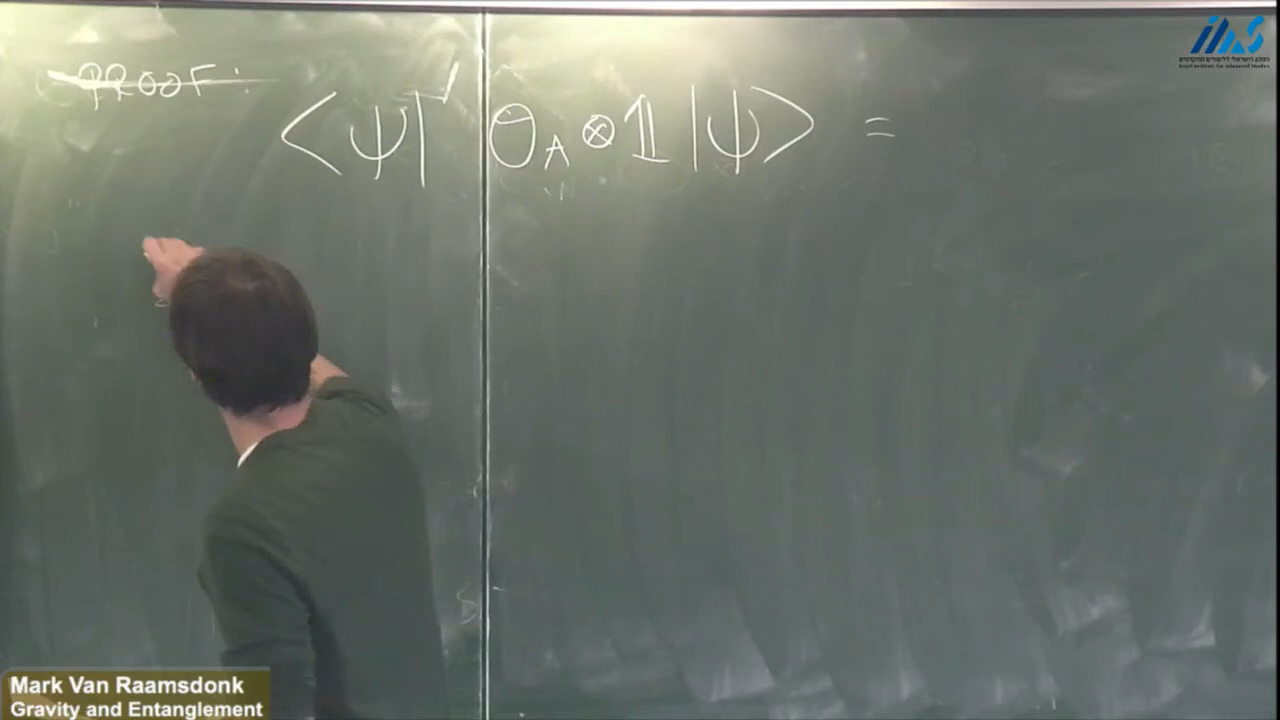 PROOF:
⟨ψ| O_A ⊗ 𝟙 |ψ⟩ =
Mark Van Raamsdonk
Gravity and Entanglement